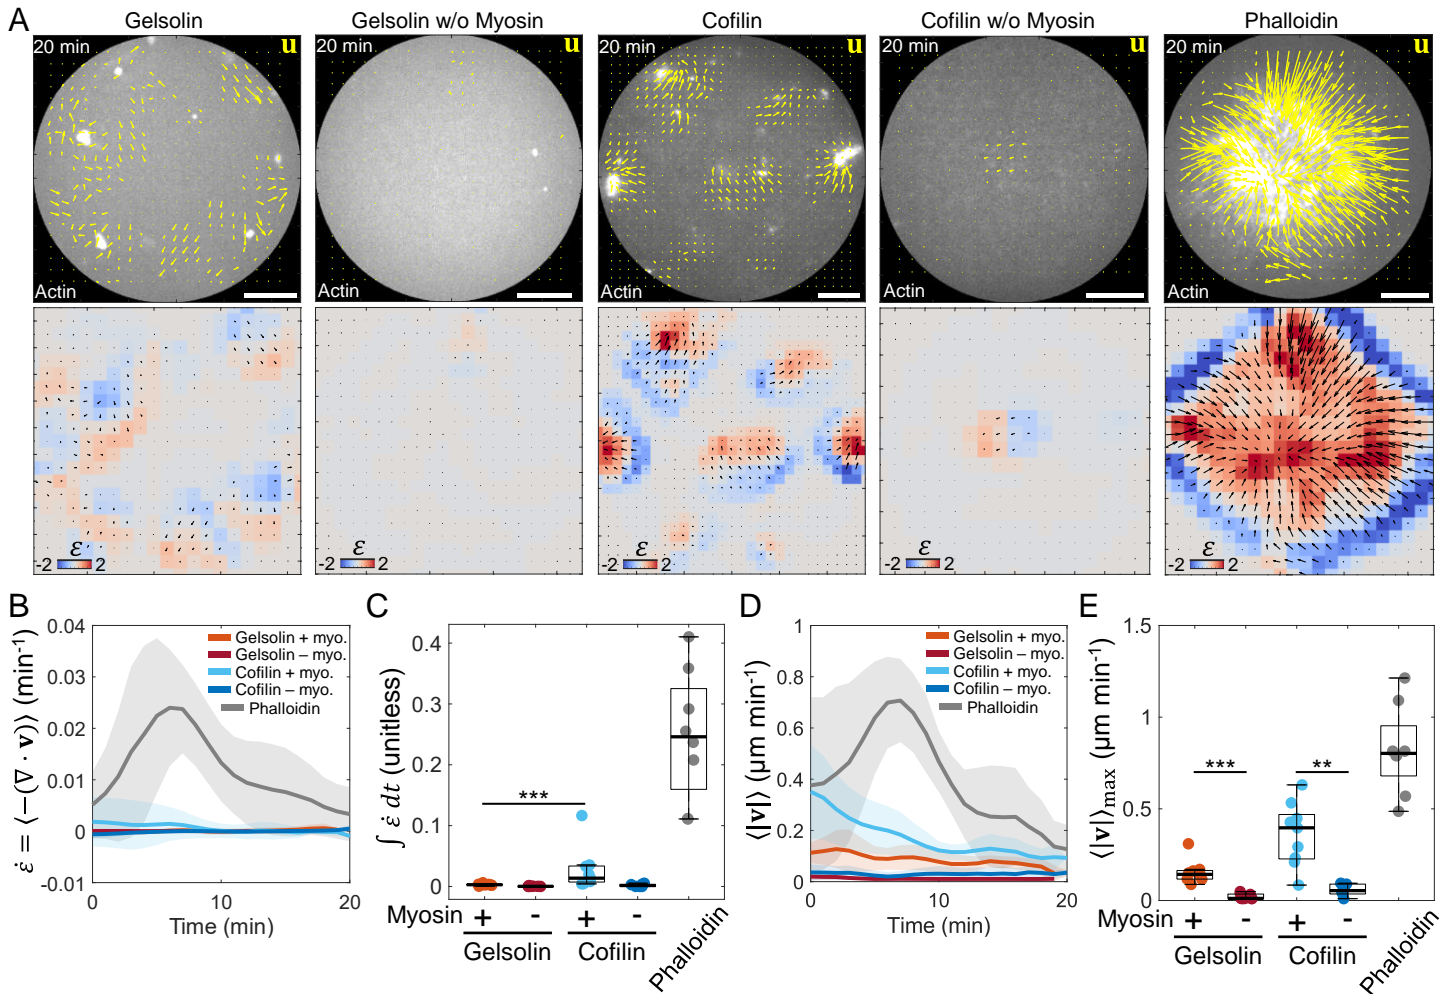 A
Gelsolin
Gelsolin w/o Myosin
Cofilin
Cofilin w/o Myosin
Phalloidin
20 min
u
20 min
u
20 min
u
20 min
u
20 min
u
Actin
Actin
Actin
Actin
Actin
ℰ
-2 2
ℰ
-2 2
ℰ
-2 2
ℰ
-2 2
ℰ
-2 2
B
ε̇ = ⟨−(∇ · v)⟩ (min⁻¹)
0.04
0.03
0.02
0.01
0
-0.01
0 10 20
Time (min)
Gelsolin + myo.
Gelsolin – myo.
Cofilin + myo.
Cofilin – myo.
Phalloidin
C
∫ ε̇ dt (unitless)
0.4
0.3
0.2
0.1
0
***
Myosin + - + -
Gelsolin
Cofilin
Phalloidin
D
⟨|v|⟩ (µm min⁻¹)
1
0.8
0.6
0.4
0.2
0
0 10 20
Time (min)
Gelsolin + myo.
Gelsolin – myo.
Cofilin + myo.
Cofilin – myo.
Phalloidin
E
⟨|v|⟩max (µm min⁻¹)
1.5
1
0.5
0
***
**
Myosin + - + -
Gelsolin
Cofilin
Phalloidin